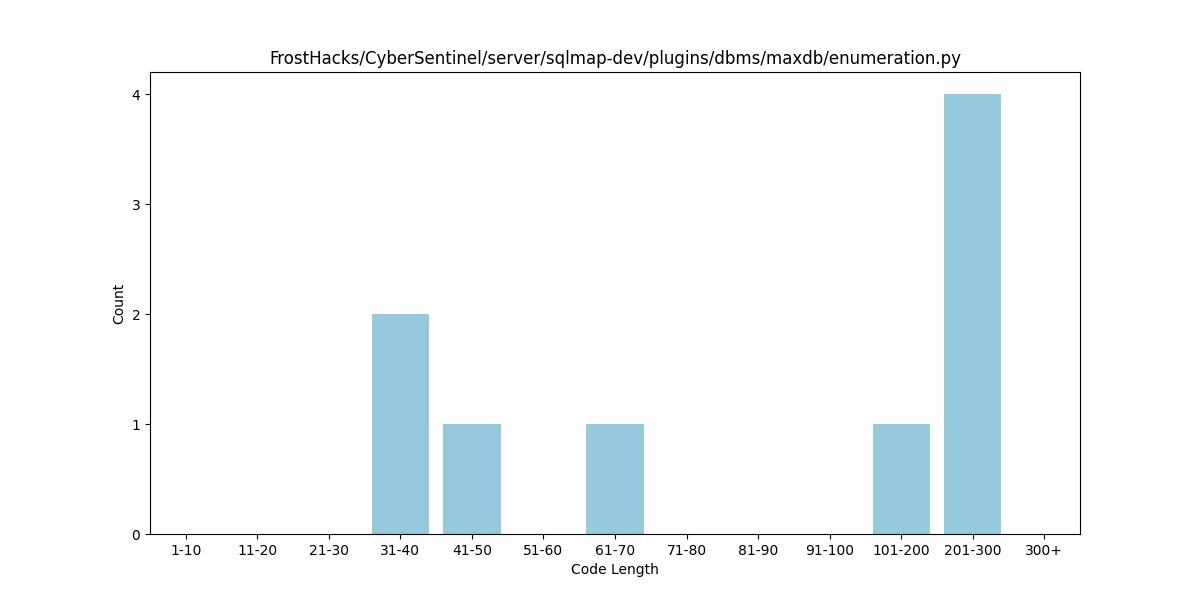 FrostHacks/CyberSentinel/server/sqlmap-dev/plugins/dbms/maxdb/enumeration.py
4
3
2
1
0
Count
1-10 11-20 21-30 31-40 41-50 51-60 61-70 71-80 81-90 91-100 101-200 201-300 300+
Code Length